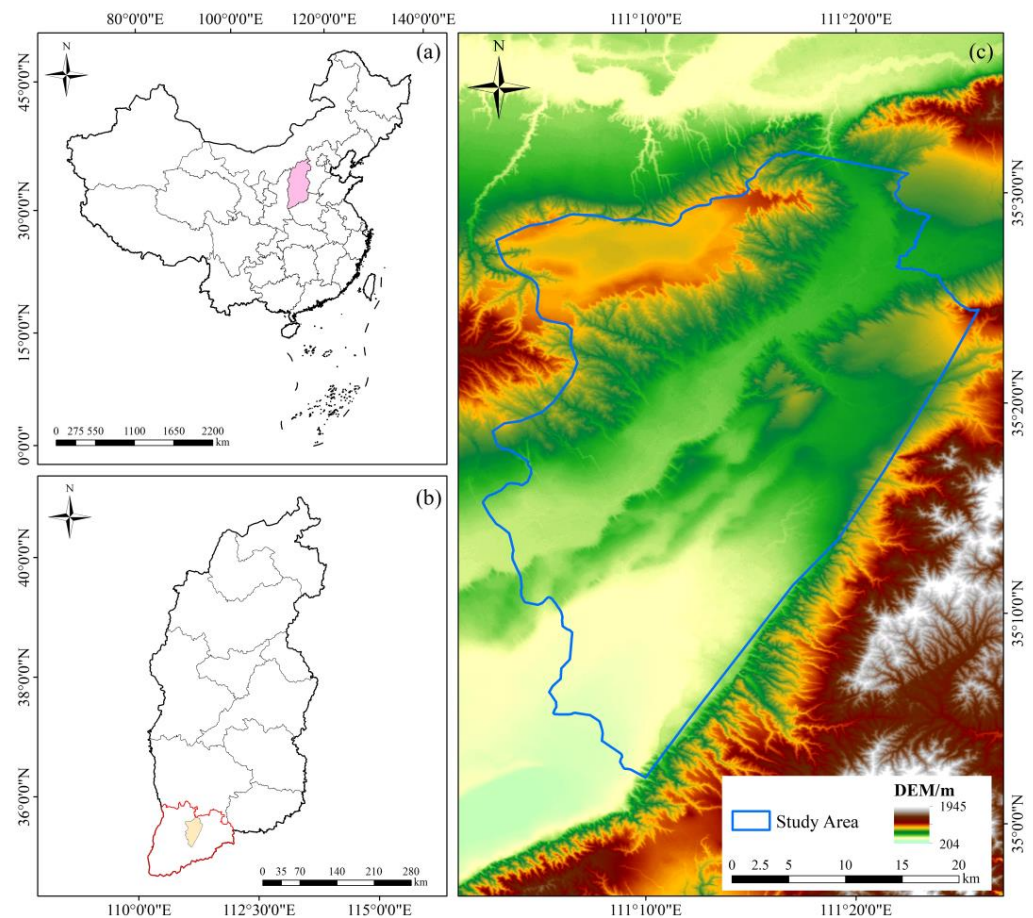 80°0'0"E 100°0'0"E 120°0'0"E 140°0'0"E
N
(a)
45°0'0"N
30°0'0"N
15°0'0"N
0°0'0"
0 275 550 1100 1650 2200
km
N
(b)
40°0'0"N
38°0'0"N
36°0'0"N
0 35 70 140 210 280
km
110°0'0"E 112°30'0"E 115°0'0"E
111°10'0"E 111°20'0"E
N
(c)
35°30'0"N
35°20'0"N
35°10'0"N
35°0'0"N
Study Area
DEM/m
1945
204
0 2.5 5 10 15 20
km
111°10'0"E 111°20'0"E